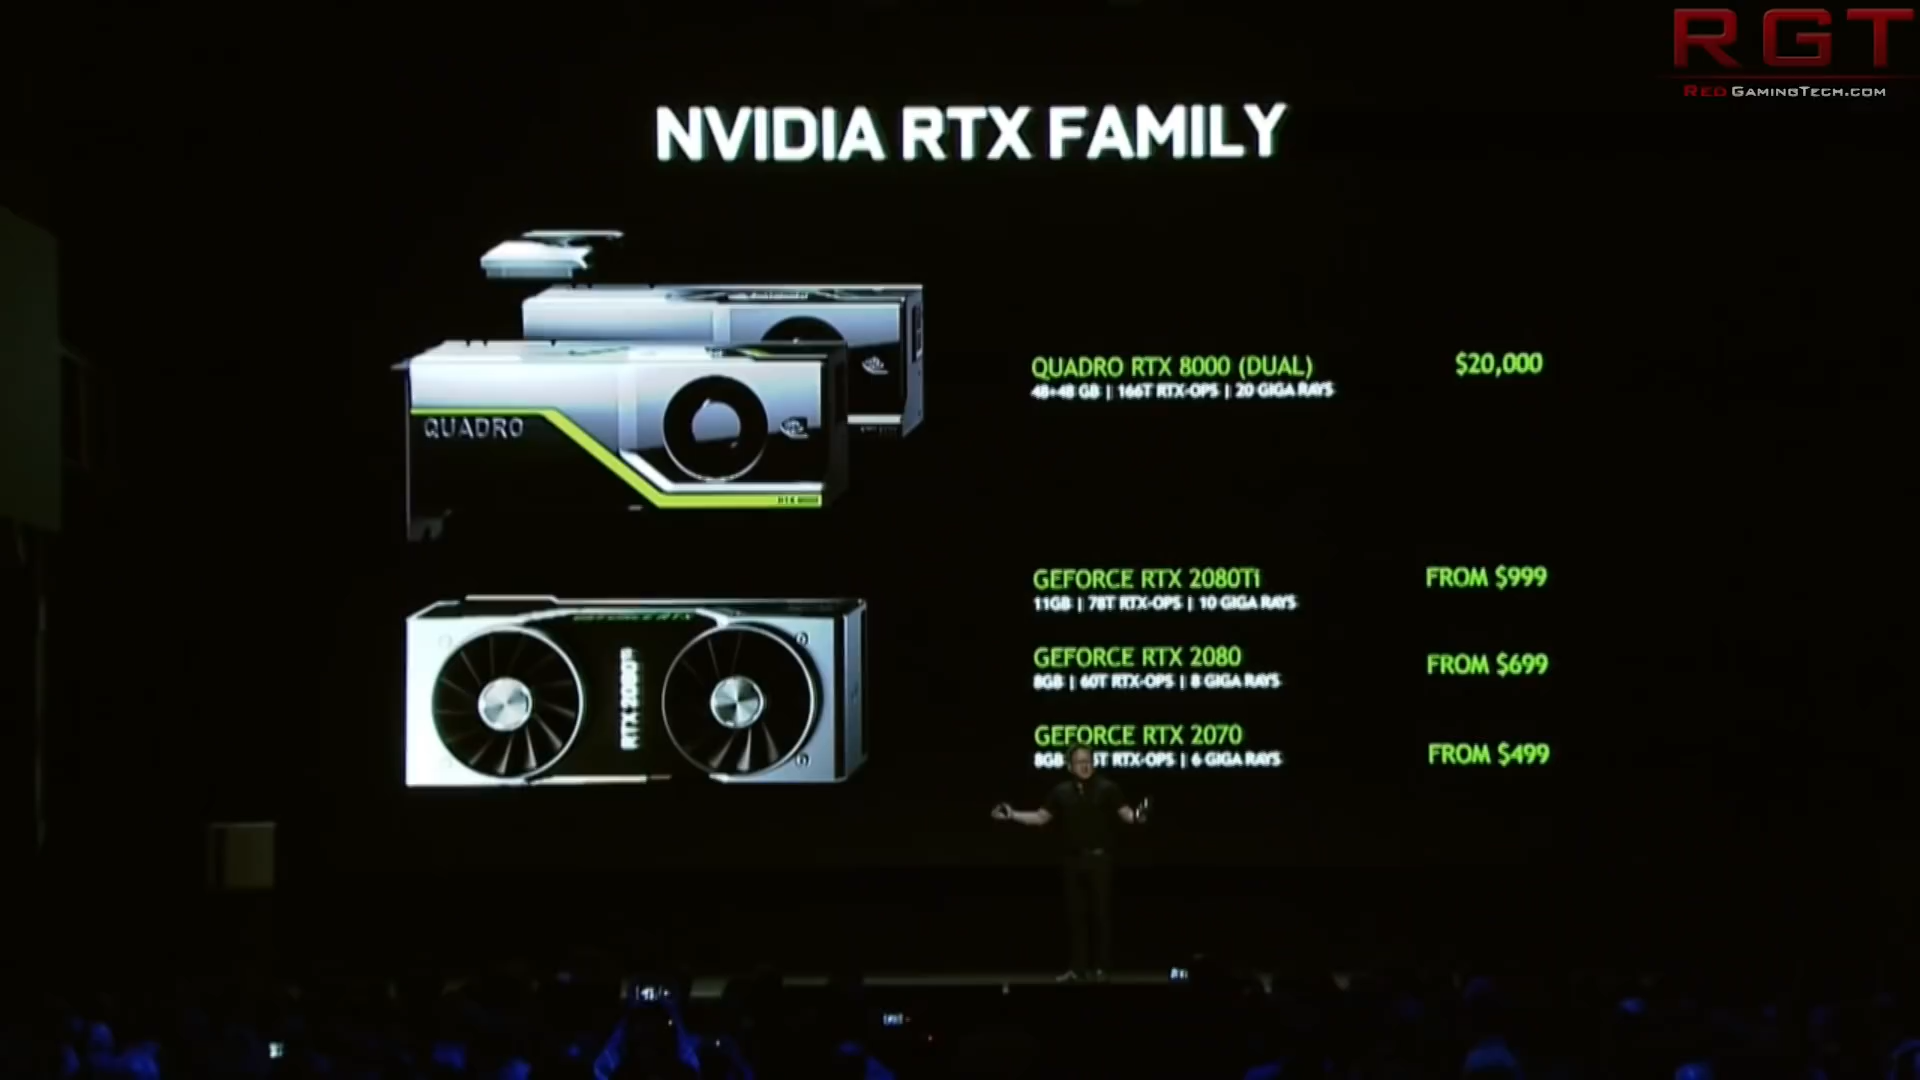 RGT
RED GAMINGTECH.COM
NVIDIA RTX FAMILY
QUADRO RTX 8000 (DUAL) $20,000
48+48 GB | 166T RTX-OPS | 20 GIGA RAYS
QUADRO
GEFORCE RTX 2080Ti FROM $999
11GB | 78T RTX-OPS | 10 GIGA RAYS
GEFORCE RTX
RTX 2080
GEFORCE RTX 2080 FROM $699
8GB | 60T RTX-OPS | 8 GIGA RAYS
GEFORCE RTX 2070 FROM $499
8GB 5T RTX-OPS | 6 GIGA RAYS